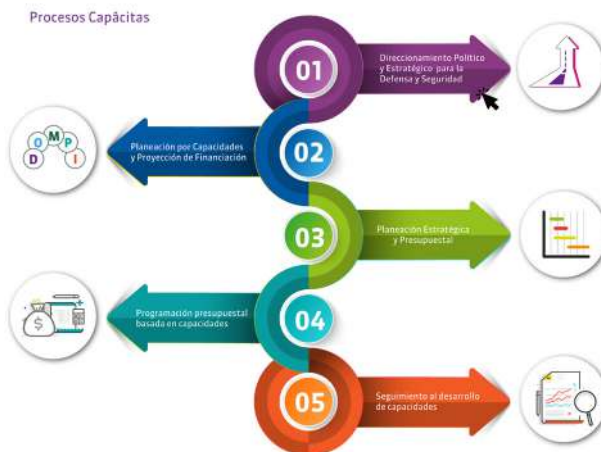 Procesos Capâcitas
01
Direccionamiento Político
y Estratégico para la
Defensa y Seguridad
D O M P I
Planeación por Capacidades
y Proyección de Financiación
02
03
Planeación Estratégica
y Presupuestal
$
Programación presupuestal
basada en capacidades
04
05
Seguimiento al desarrollo
de capacidades